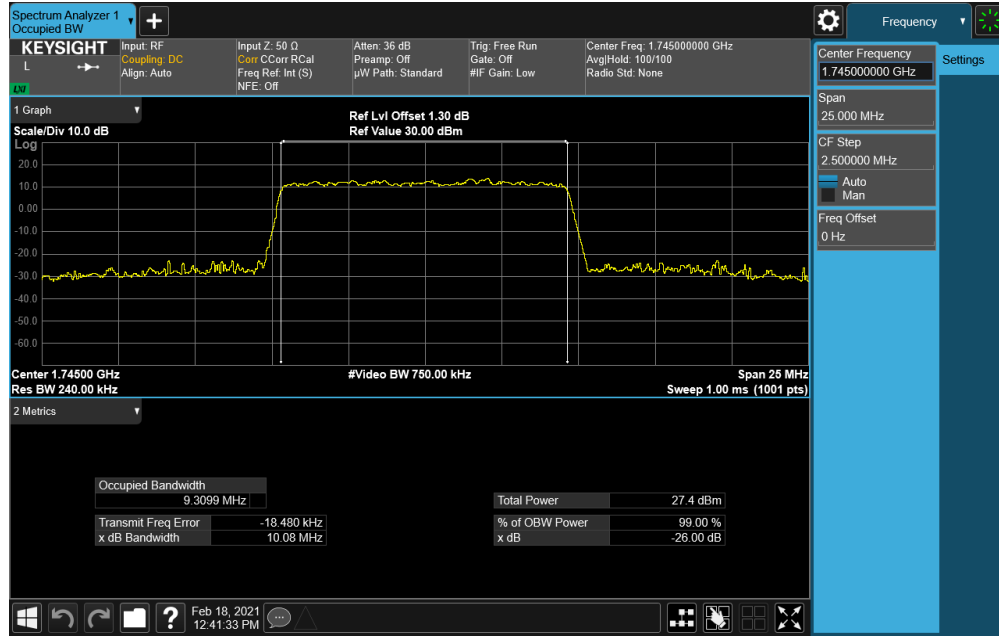 Spectrum Analyzer 1
Occupied BW
Frequency
KEYSIGHT
L
LXI
Input: RF
Coupling: DC
Align: Auto
Input Z: 50 Ω
Corr CCorr RCal
Freq Ref: Int (S)
NFE: Off
Atten: 36 dB
Preamp: Off
µW Path: Standard
Trig: Free Run
Gate: Off
#IF Gain: Low
Center Freq: 1.745000000 GHz
Avg|Hold: 100/100
Radio Std: None
Center Frequency
1.745000000 GHz
Settings
Span
25.000 MHz
CF Step
2.500000 MHz
Auto
Man
Freq Offset
0 Hz
1 Graph
Scale/Div 10.0 dB
Ref Lvl Offset 1.30 dB
Ref Value 30.00 dBm
Log
20.0
10.0
0.00
-10.0
-20.0
-30.0
-40.0
-50.0
-60.0
Center 1.74500 GHz
#Video BW 750.00 kHz
Span 25 MHz
Res BW 240.00 kHz
Sweep 1.00 ms (1001 pts)
2 Metrics
Occupied Bandwidth
9.3099 MHz
Total Power 27.4 dBm
Transmit Freq Error -18.480 kHz
% of OBW Power 99.00 %
x dB Bandwidth 10.08 MHz
x dB -26.00 dB
Feb 18, 2021
12:41:33 PM